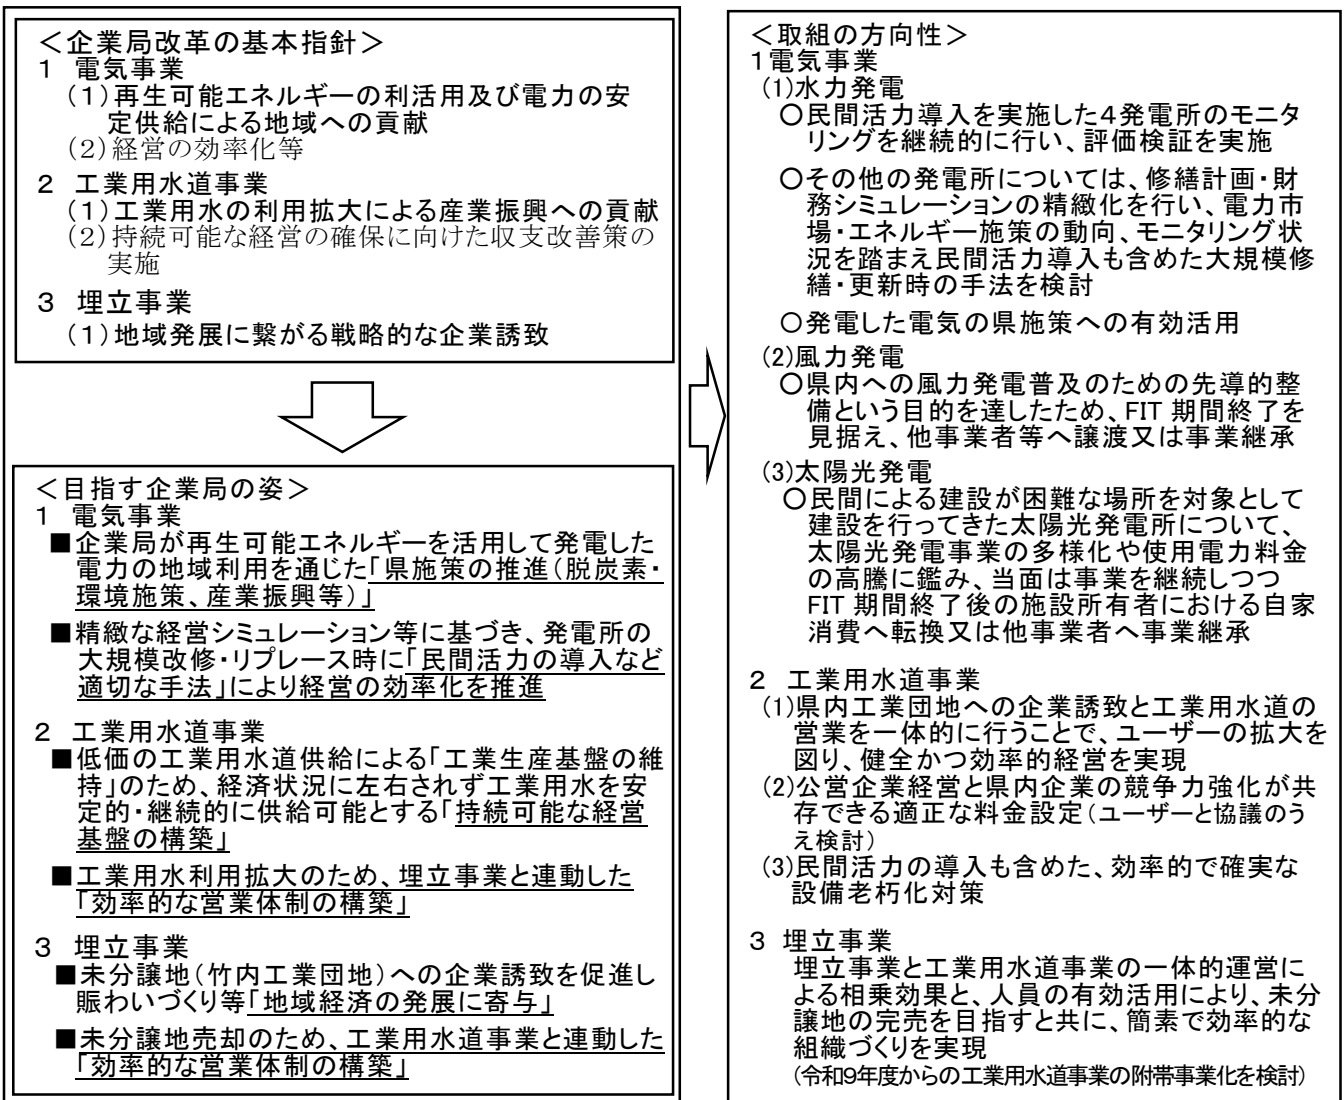 ＜企業局改革の基本指針＞
１　電気事業
（１）再生可能エネルギーの利活用及び電力の安
定供給による地域への貢献
（２）経営の効率化等
２　工業用水道事業
（１）工業用水の利用拡大による産業振興への貢献
（２）持続可能な経営の確保に向けた収支改善策の
実施
３　埋立事業
（１）地域発展に繋がる戦略的な企業誘致
＜目指す企業局の姿＞
１　電気事業
■企業局が再生可能エネルギーを活用して発電した
電力の地域利用を通じた「県施策の推進（脱炭素・
環境施策、産業振興等）」
■精緻な経営シミュレーション等に基づき、発電所の
大規模改修・リプレース時に「民間活力の導入など
適切な手法」により経営の効率化を推進
２　工業用水道事業
■低価の工業用水道供給による「工業生産基盤の維
持」のため、経済状況に左右されず工業用水を安
定的・継続的に供給可能とする「持続可能な経営
基盤の構築」
■工業用水利用拡大のため、埋立事業と連動した
「効率的な営業体制の構築」
３　埋立事業
■未分譲地（竹内工業団地）への企業誘致を促進し
賑わいづくり等「地域経済の発展に寄与」
■未分譲地売却のため、工業用水道事業と連動した
「効率的な営業体制の構築」
＜取組の方向性＞
１電気事業
(1)水力発電
〇民間活力導入を実施した４発電所のモニタ
リングを継続的に行い、評価検証を実施
〇その他の発電所については、修繕計画・財
務シミュレーションの精緻化を行い、電力市
場・エネルギー施策の動向、モニタリング状
況を踏まえ民間活力導入も含めた大規模修
繕・更新時の手法を検討
〇発電した電気の県施策への有効活用
(2)風力発電
〇県内への風力発電普及のための先導的整
備という目的を達したため、FIT 期間終了を
見据え、他事業者等へ譲渡又は事業継承
(3)太陽光発電
〇民間による建設が困難な場所を対象として
建設を行ってきた太陽光発電所について、
太陽光発電事業の多様化や使用電力料金
の高騰に鑑み、当面は事業を継続しつつ
FIT 期間終了後の施設所有者における自家
消費へ転換又は他事業者へ事業継承
２　工業用水道事業
(1)県内工業団地への企業誘致と工業用水道の
営業を一体的に行うことで、ユーザーの拡大を
図り、健全かつ効率的経営を実現
(2)公営企業経営と県内企業の競争力強化が共
存できる適正な料金設定（ユーザーと協議のう
え検討）
(3)民間活力の導入も含めた、効率的で確実な
設備老朽化対策
３　埋立事業
埋立事業と工業用水道事業の一体的運営に
よる相乗効果と、人員の有効活用により、未分
譲地の完売を目指すと共に、簡素で効率的な
組織づくりを実現
（令和９年度からの工業用水道事業の附帯事業化を検討）